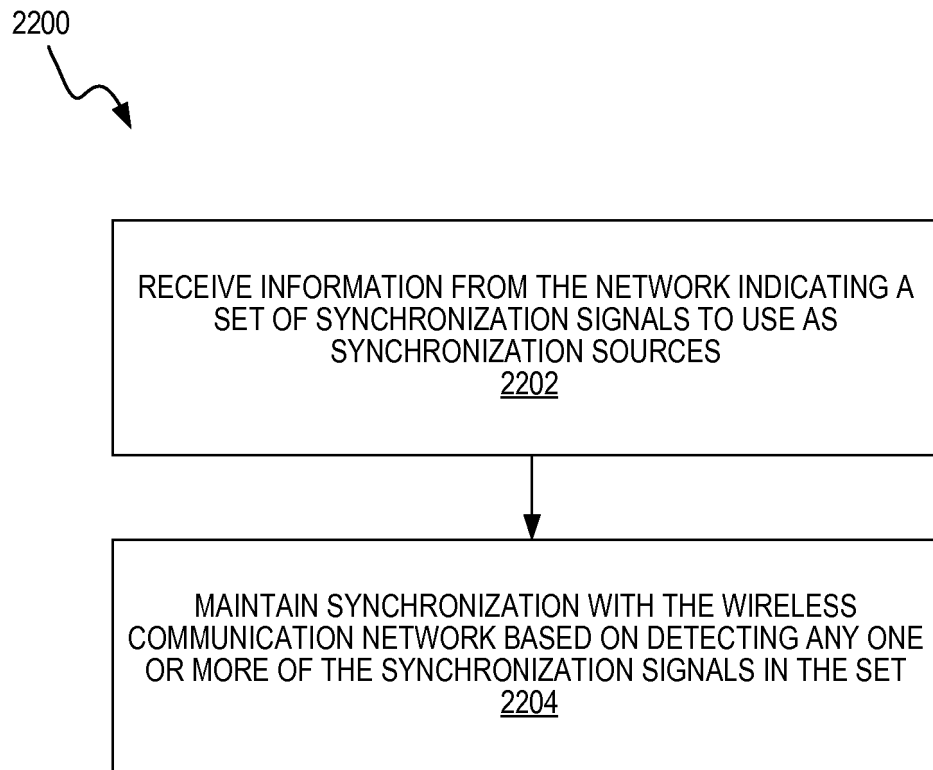 2200
RECEIVE INFORMATION FROM THE NETWORK INDICATING A
SET OF SYNCHRONIZATION SIGNALS TO USE AS
SYNCHRONIZATION SOURCES
2202
MAINTAIN SYNCHRONIZATION WITH THE WIRELESS
COMMUNICATION NETWORK BASED ON DETECTING ANY ONE
OR MORE OF THE SYNCHRONIZATION SIGNALS IN THE SET
2204